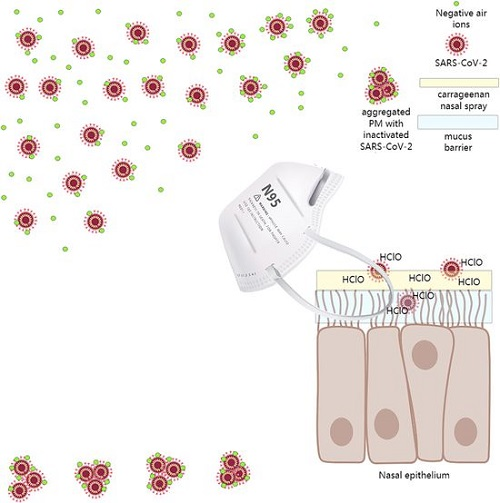 Negative air
ions
SARS-CoV-2
carrageenan
nasal spray
aggregated
PM with
inactivated
SARS-CoV-2
mucus
barrier
N95
HClO
HClO
HClO
HClO
HClO
HClO
HClO
Nasal epithelium